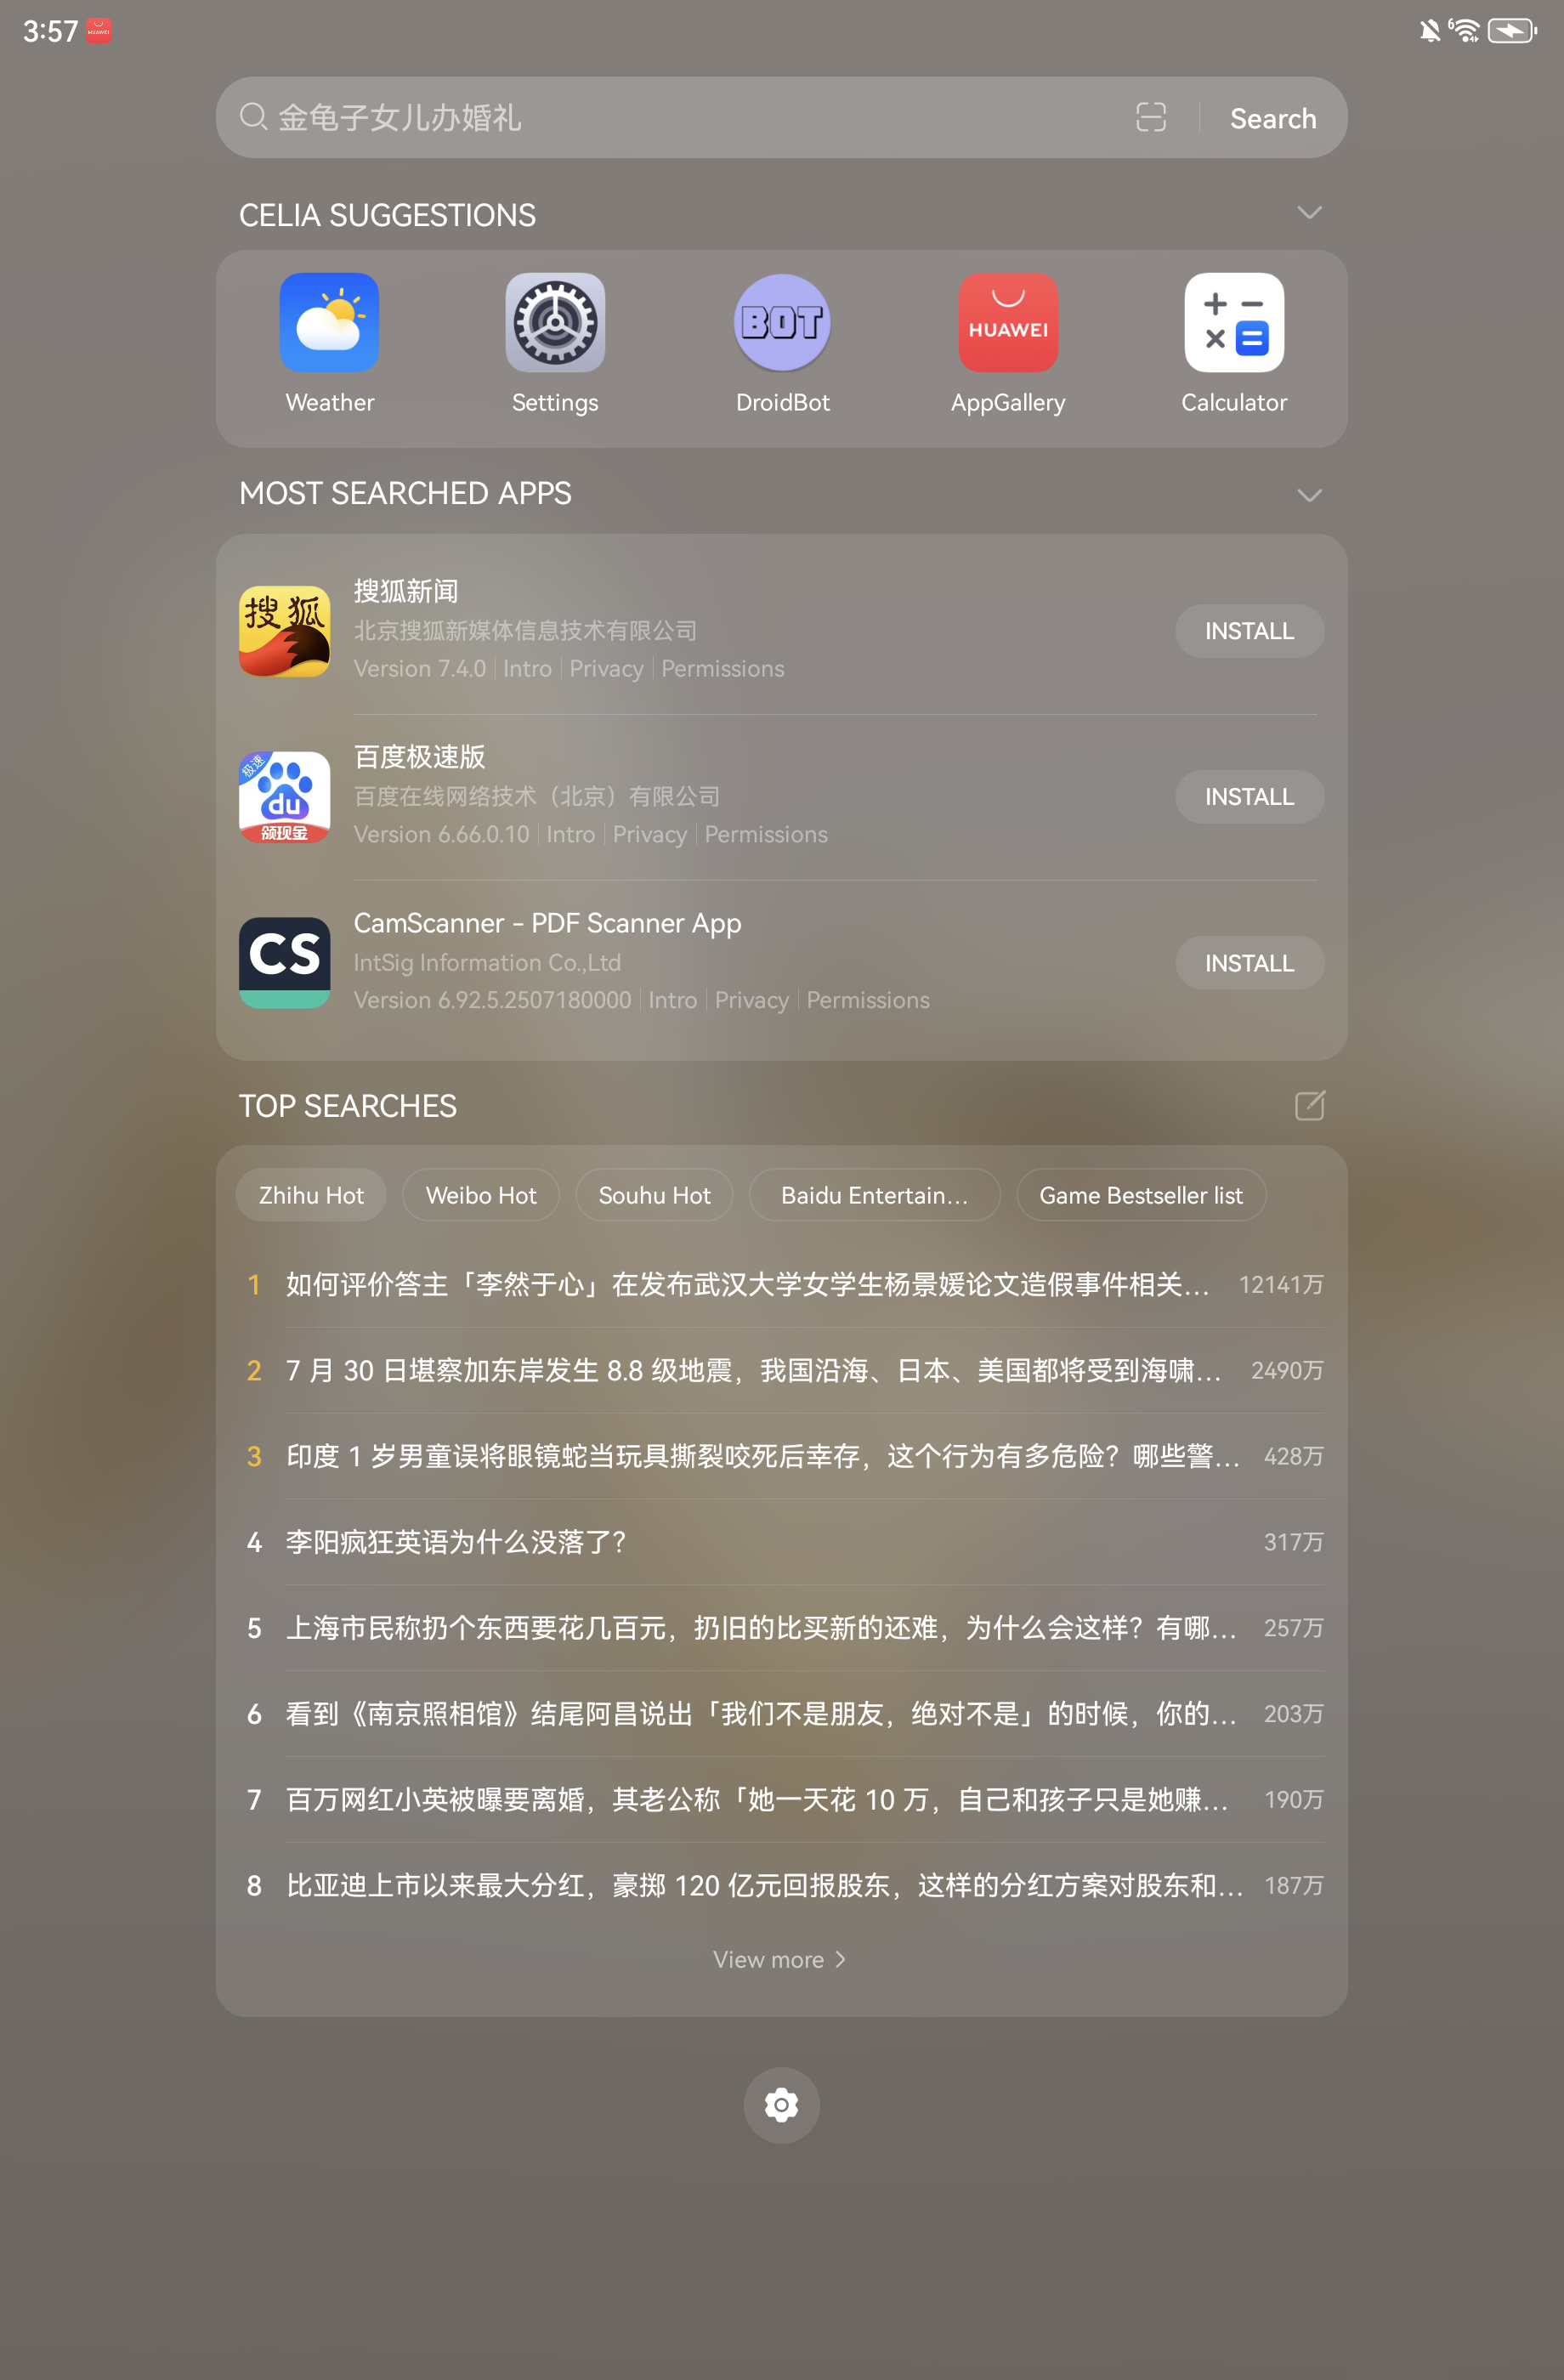 3:57
HUAWEI
6
金龟子女儿办婚礼
Search
CELIA SUGGESTIONS
BOT
HUAWEI
Weather
Settings
DroidBot
AppGallery
Calculator
MOST SEARCHED APPS
搜狐
搜狐新闻
北京搜狐新媒体信息技术有限公司
Version 7.4.0 | Intro | Privacy | Permissions
INSTALL
极速
du
领现金
百度极速版
百度在线网络技术（北京）有限公司
Version 6.66.0.10 | Intro | Privacy | Permissions
INSTALL
CS
CamScanner - PDF Scanner App
IntSig Information Co.,Ltd
Version 6.92.5.2507180000 | Intro | Privacy | Permissions
INSTALL
TOP SEARCHES
Zhihu Hot
Weibo Hot
Souhu Hot
Baidu Entertain...
Game Bestseller list
1 如何评价答主「李然于心」在发布武汉大学女学生杨景媛论文造假事件相关... 12141万
2 7 月 30 日堪察加东岸发生 8.8 级地震，我国沿海、日本、美国都将受到海啸... 2490万
3 印度 1 岁男童误将眼镜蛇当玩具撕裂咬死后幸存，这个行为有多危险？哪些警... 428万
4 李阳疯狂英语为什么没落了？ 317万
5 上海市民称扔个东西要花几百元，扔旧的比买新的还难，为什么会这样？有哪... 257万
6 看到《南京照相馆》结尾阿昌说出「我们不是朋友，绝对不是」的时候，你的... 203万
7 百万网红小英被曝要离婚，其老公称「她一天花 10 万，自己和孩子只是她赚... 190万
8 比亚迪上市以来最大分红，豪掷 120 亿元回报股东，这样的分红方案对股东和... 187万
View more